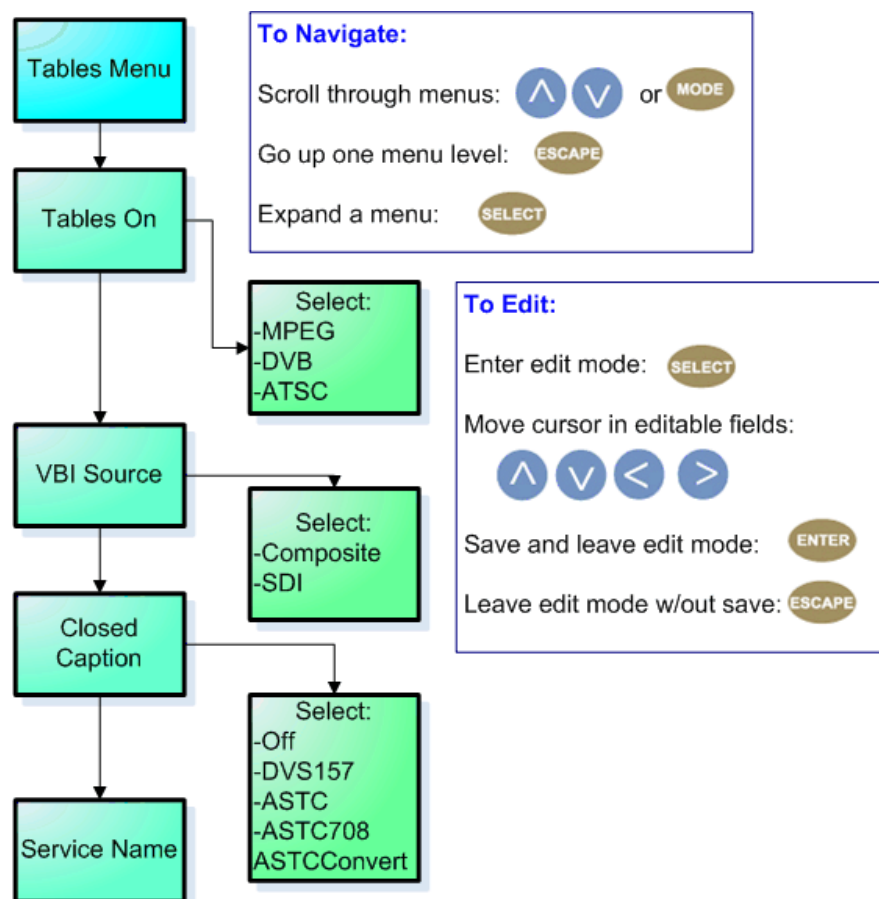 Tables Menu
To Navigate:
Scroll through menus: ∧ ∨ or MODE
Go up one menu level: ESCAPE
Expand a menu: SELECT
Tables On
Select:
-MPEG
-DVB
-ATSC
To Edit:
Enter edit mode: SELECT
Move cursor in editable fields:
∧ ∨ < >
Save and leave edit mode: ENTER
Leave edit mode w/out save: ESCAPE
VBI Source
Select:
-Composite
-SDI
Closed
Caption
Select:
-Off
-DVS157
-ASTC
-ASTC708
ASTCConvert
Service Name